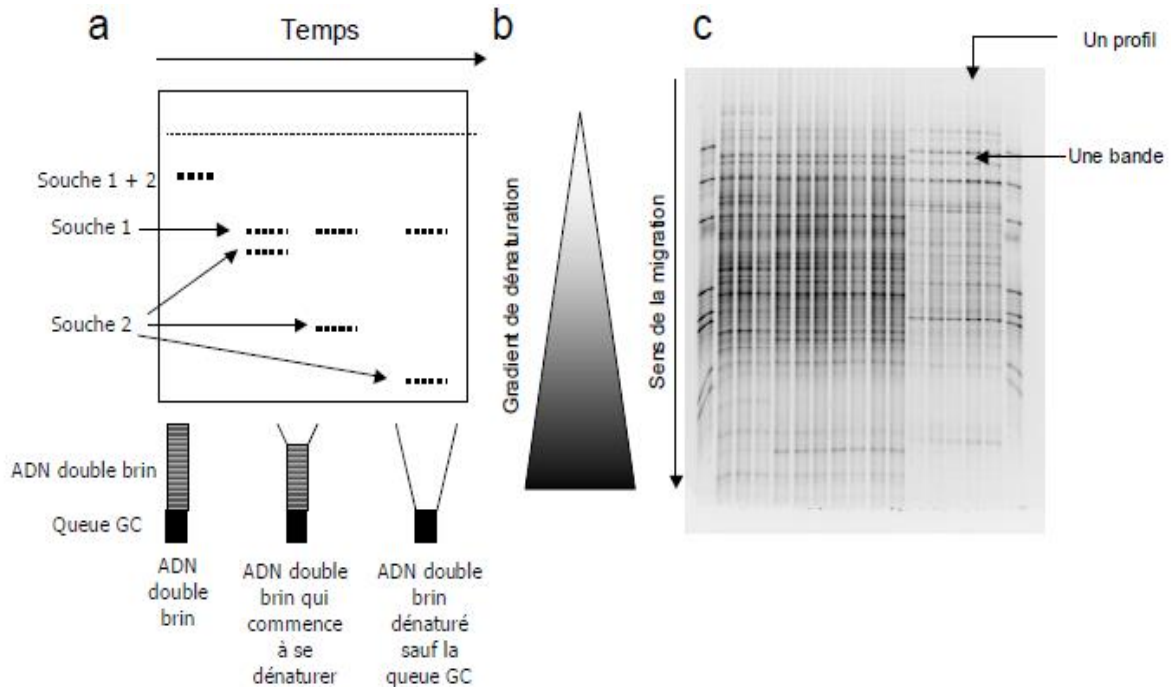 a
Temps
b
c
Un profil
Une bande
Souche 1 + 2
Souche 1
Souche 2
Gradient de dénaturation
Sens de la migration
ADN double brin
Queue GC
ADN
double
brin
ADN double
brin qui
commence
à se
dénaturer
ADN double
brin
dénaturé
sauf la
queue GC